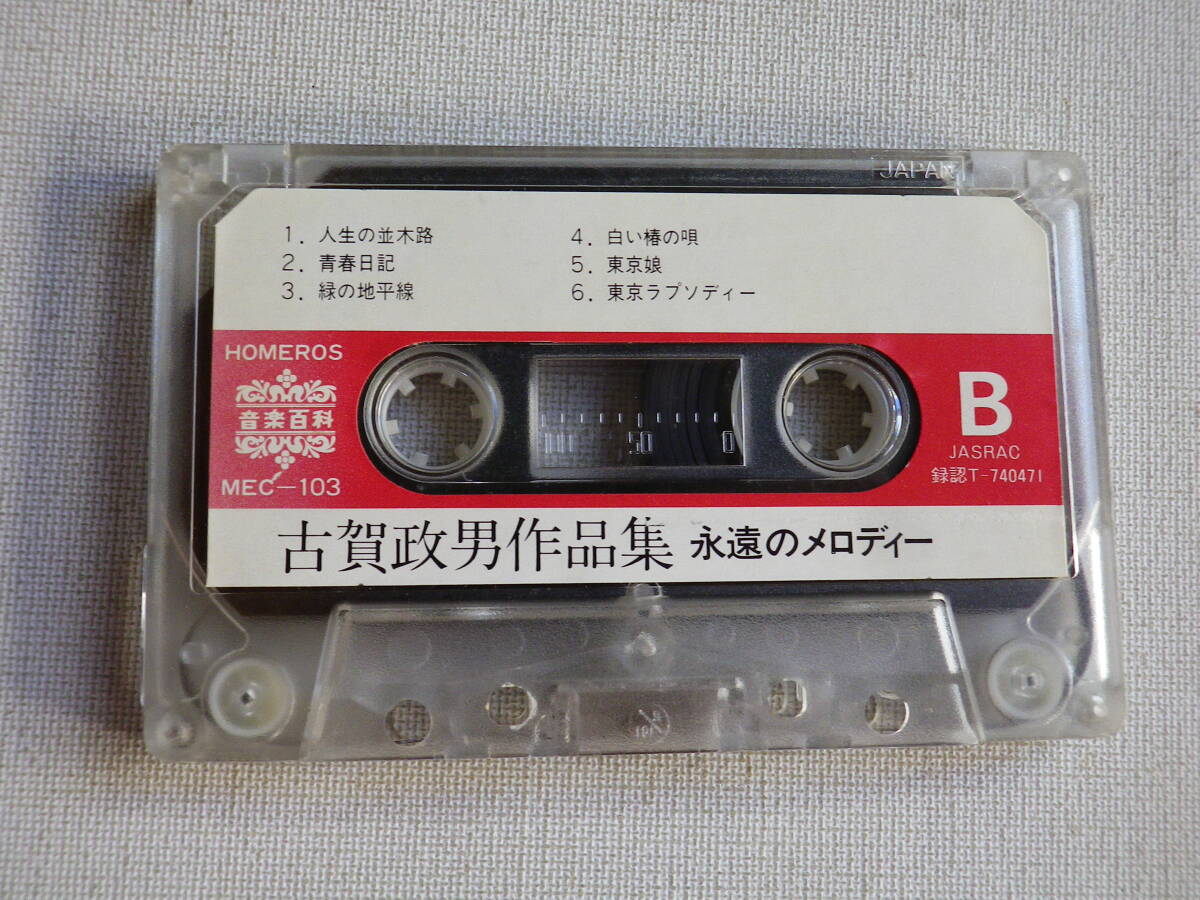 JAPAN
1. 人生の並木路
2. 青春日記
3. 緑の地平線
4. 白い椿の唄
5. 東京娘
6. 東京ラプソディー
HOMEROS
音楽百科
MEC-103
100 50 0
B
JASRAC
録認T-740471
古賀政男作品集 永遠のメロディー